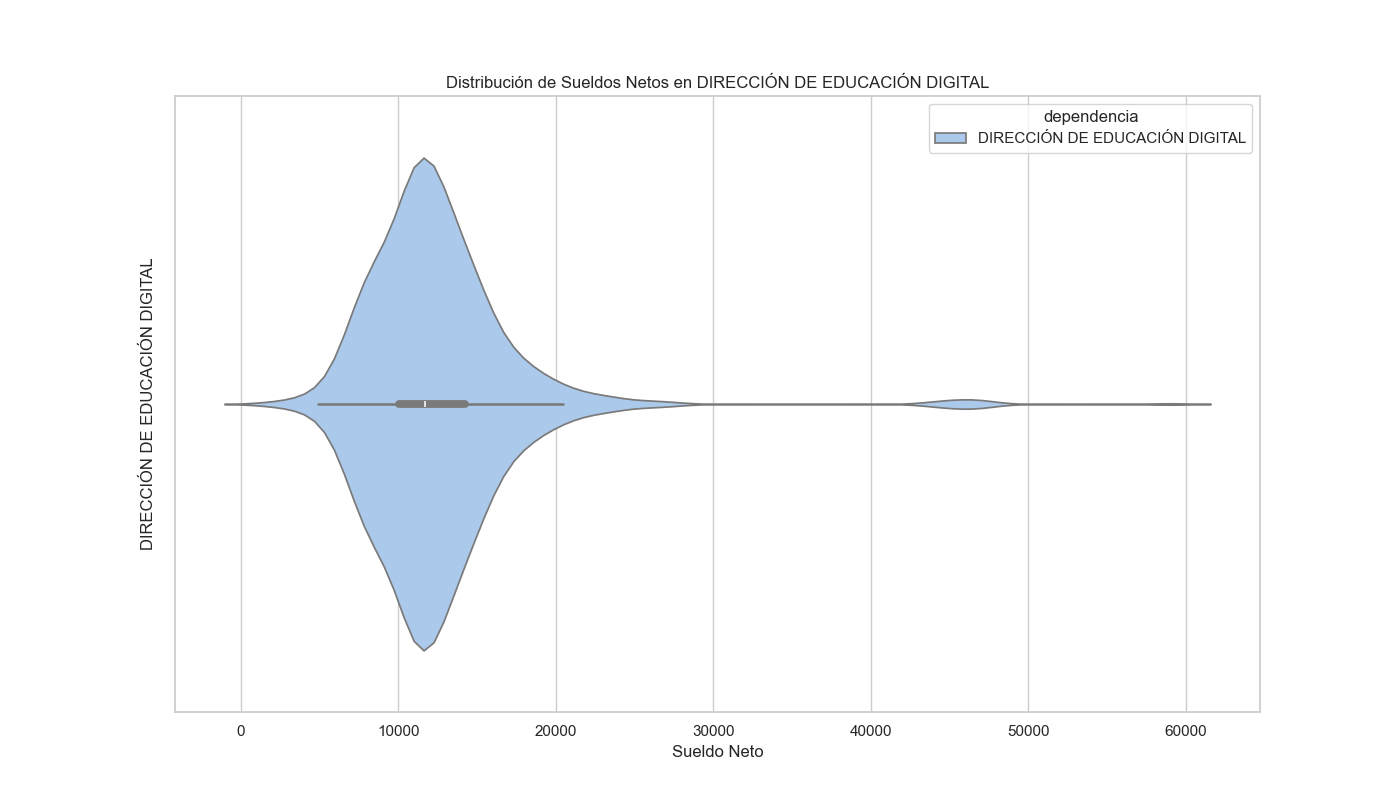 Distribución de Sueldos Netos en DIRECCIÓN DE EDUCACIÓN DIGITAL
dependencia
DIRECCIÓN DE EDUCACIÓN DIGITAL
DIRECCIÓN DE EDUCACIÓN DIGITAL
0 10000 20000 30000 40000 50000 60000
Sueldo Neto